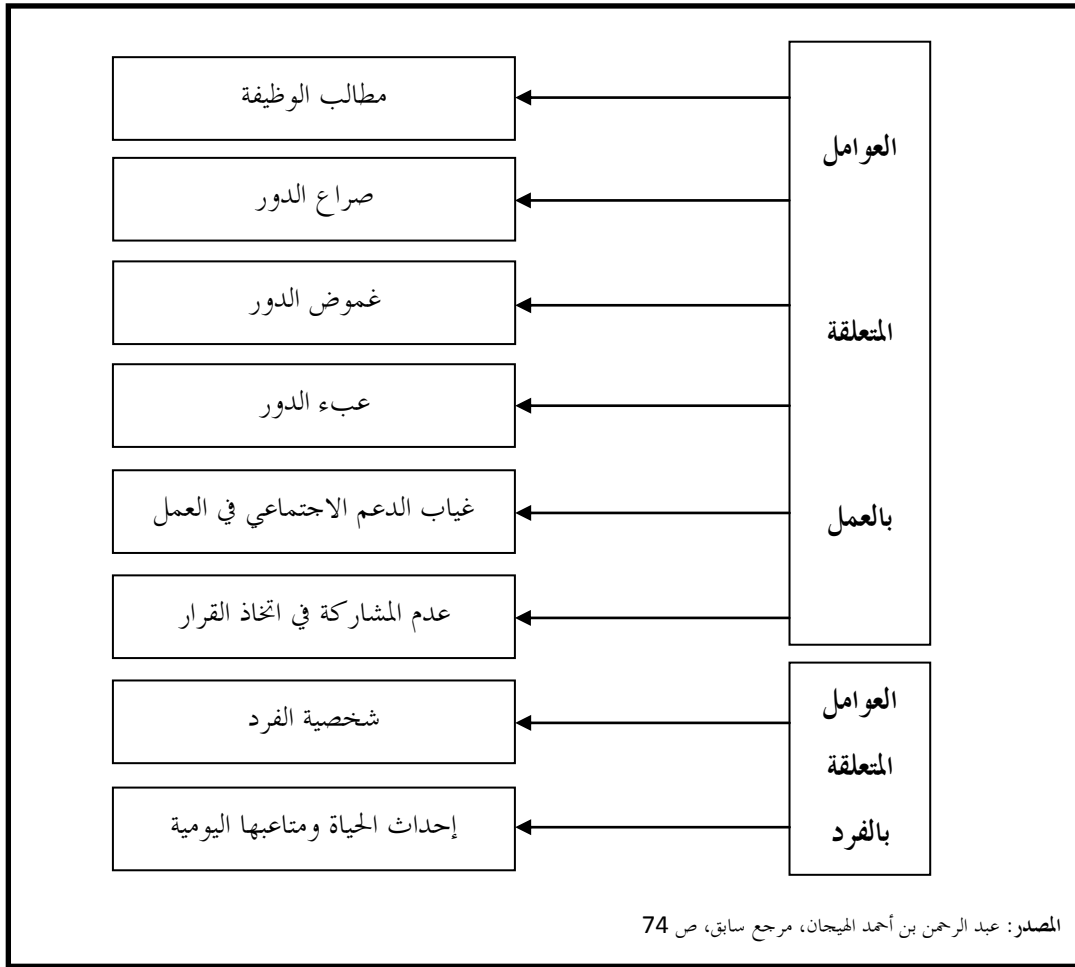 العوامل
المتعلقة
بالعمل
مطالب الوظيفة
صراع الدور
غموض الدور
عبء الدور
غياب الدعم الاجتماعي في العمل
عدم المشاركة في اتخاذ القرار
العوامل
المتعلقة
بالفرد
شخصية الفرد
إحداث الحياة ومتاعبها اليومية
المصدر: عبد الرحمن بن أحمد الهيجان، مرجع سابق، ص 74